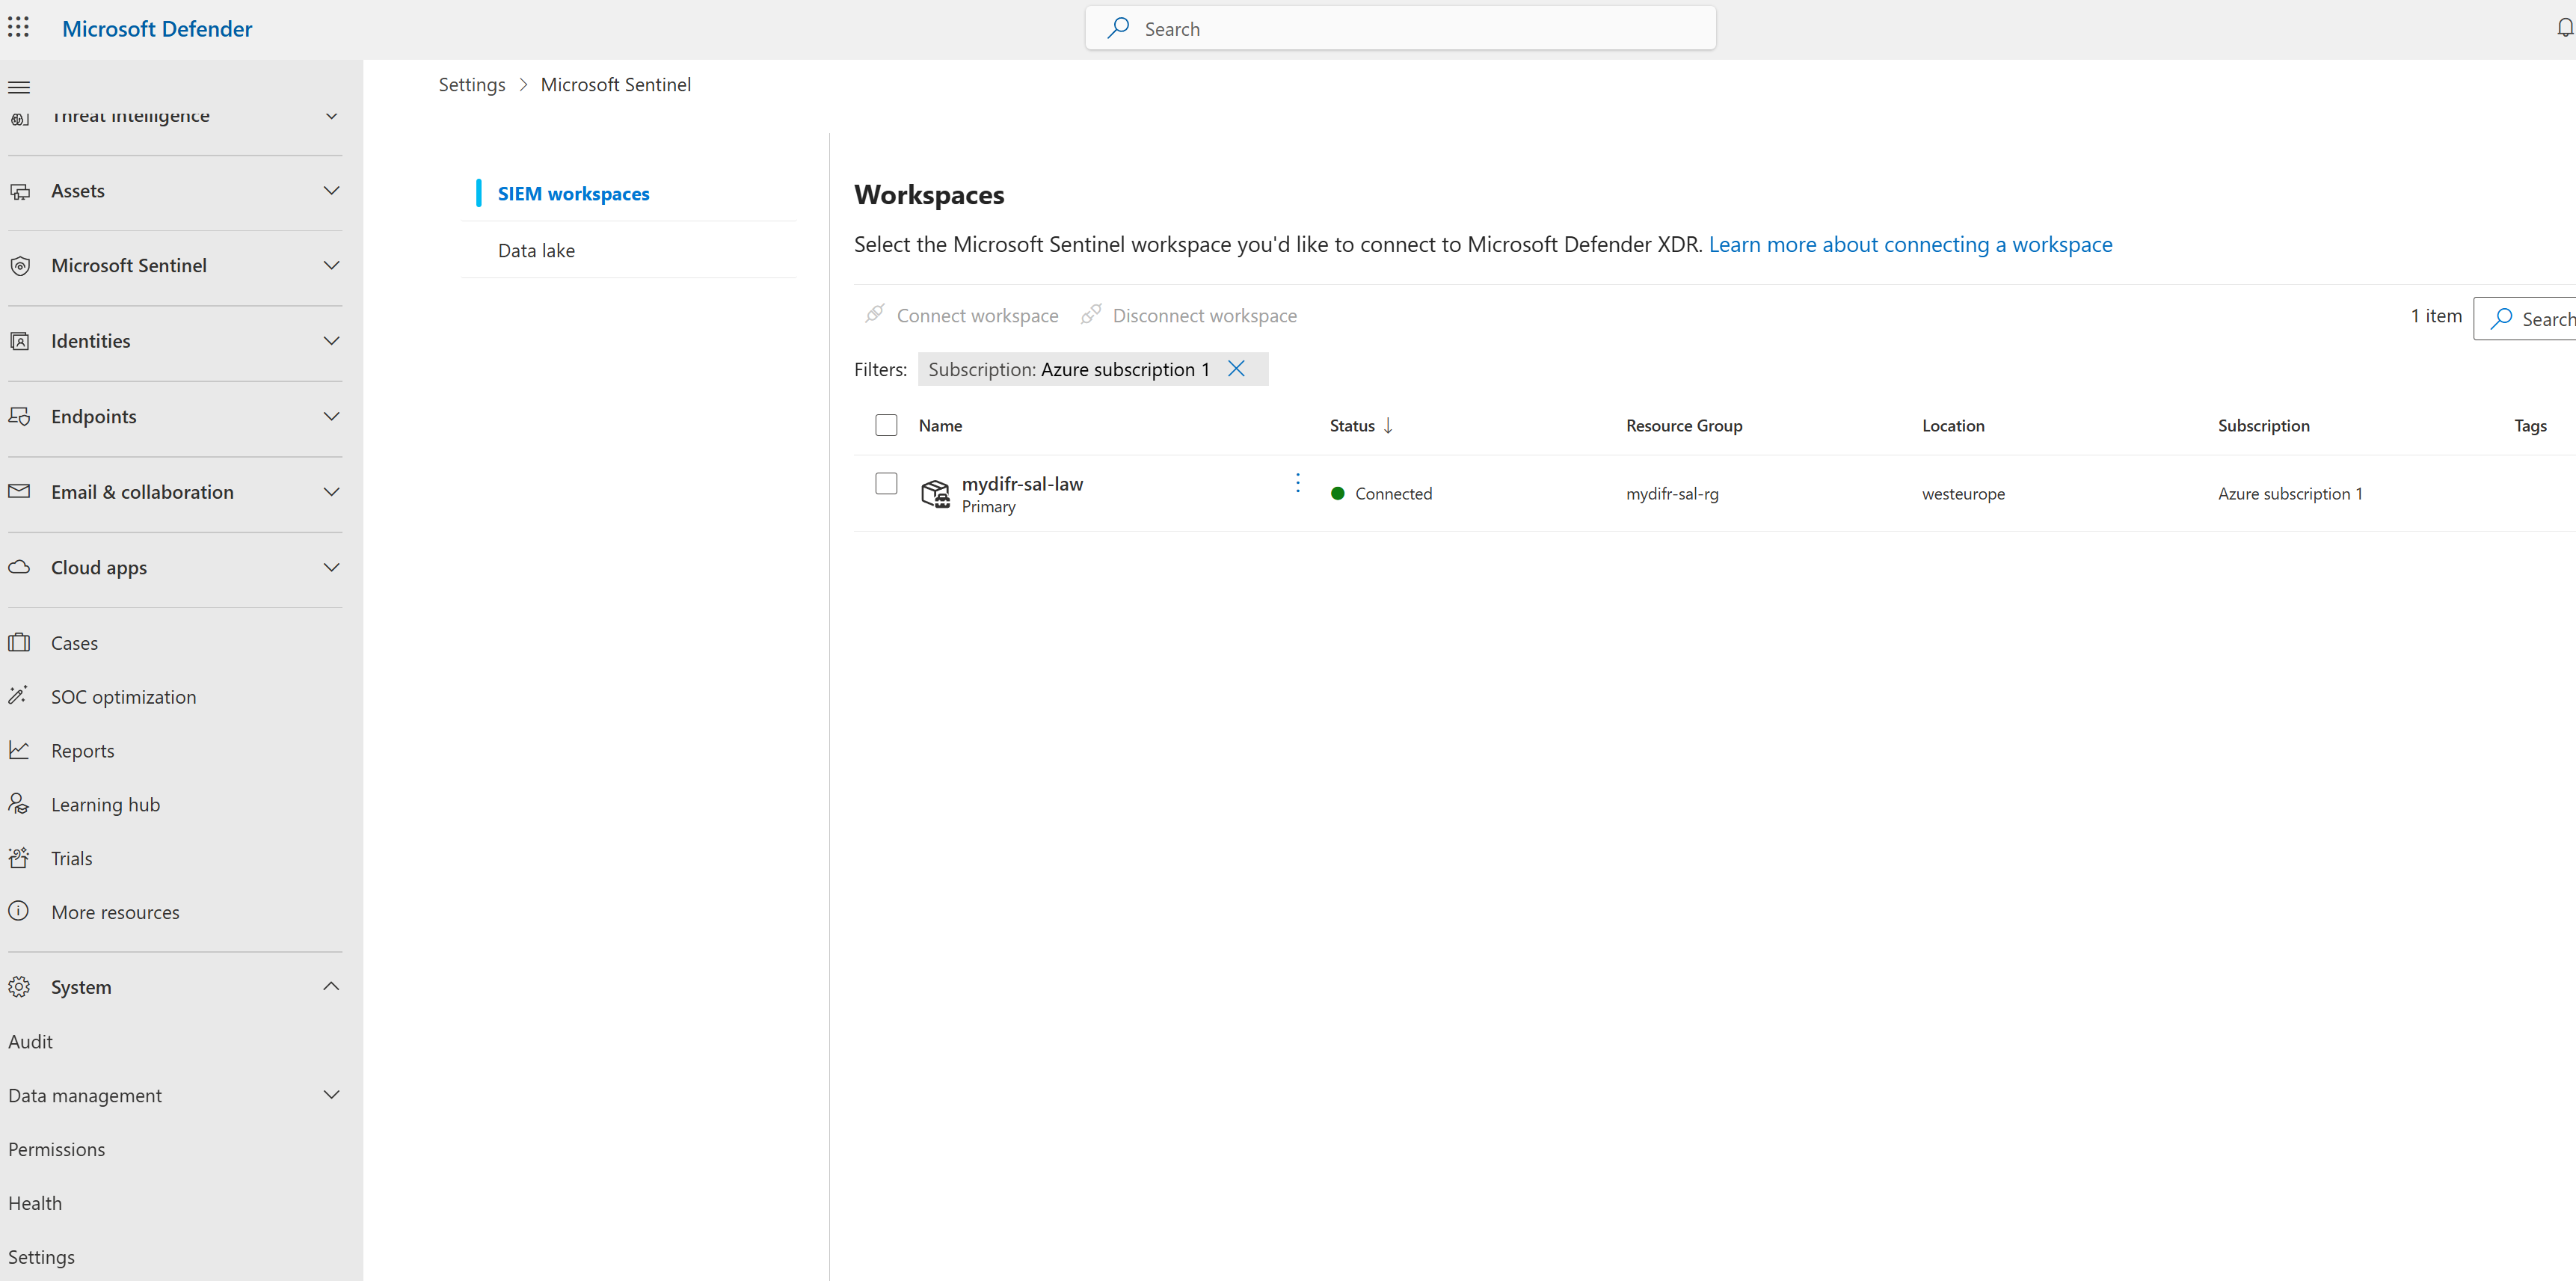 Microsoft Defender
Search
Threat intelligence
Assets
Microsoft Sentinel
Identities
Endpoints
Email & collaboration
Cloud apps
Cases
SOC optimization
Reports
Learning hub
Trials
More resources
System
Audit
Data management
Permissions
Health
Settings
Settings > Microsoft Sentinel
SIEM workspaces
Data lake
Workspaces
Select the Microsoft Sentinel workspace you'd like to connect to Microsoft Defender XDR. Learn more about connecting a workspace
Connect workspace Disconnect workspace 1 item Search
Filters: Subscription: Azure subscription 1
Name Status ↓ Resource Group Location Subscription Tags
mydifr-sal-law Connected mydifr-sal-rg westeurope Azure subscription 1
Primary